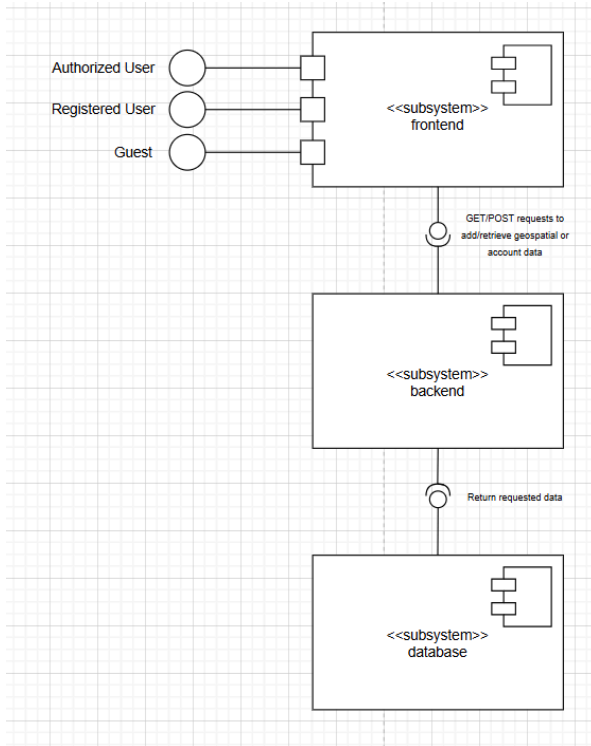 Authorized User
Registered User
Guest
<<subsystem>>
frontend
GET/POST requests to
add/retrieve geospatial or
account data
<<subsystem>>
backend
Return requested data
<<subsystem>>
database